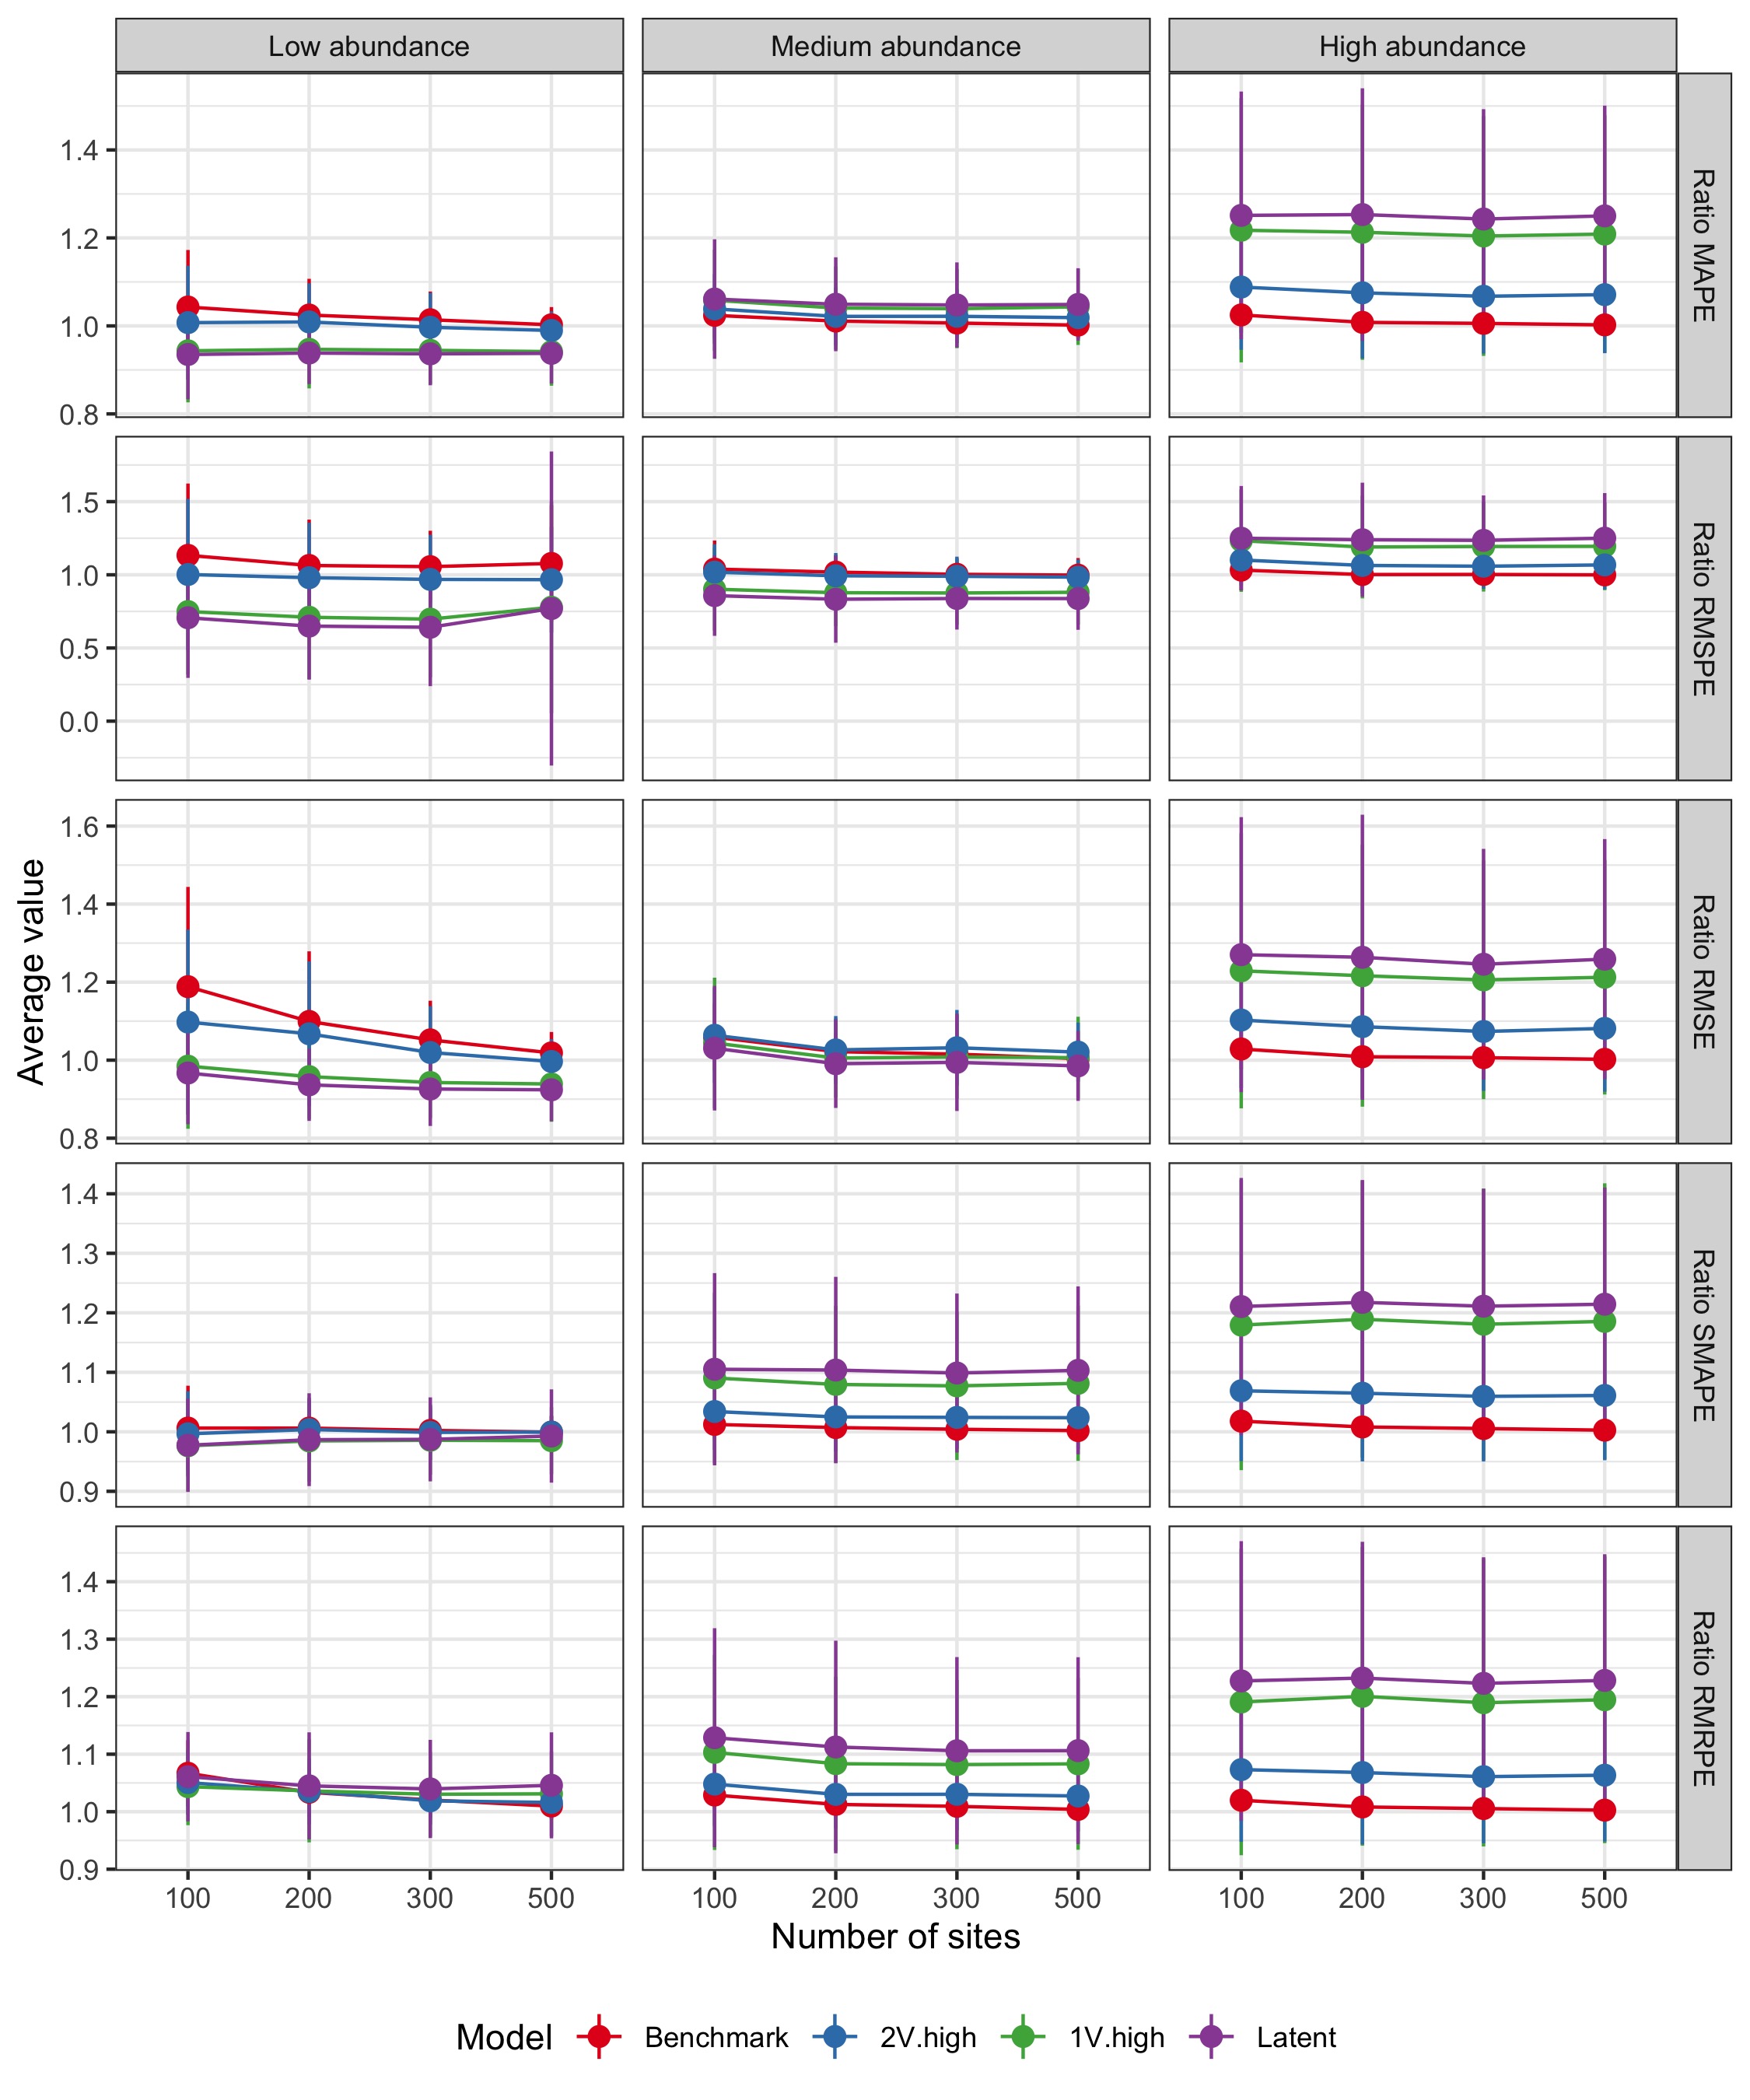 Low abundance
Medium abundance
High abundance
1.4
1.2
1.0
0.8
Ratio MAPE
1.5
1.0
0.5
0.0
Ratio RMSPE
Average value
1.6
1.4
1.2
1.0
0.8
Ratio RMSE
1.4
1.3
1.2
1.1
1.0
0.9
Ratio SMAPE
1.4
1.3
1.2
1.1
1.0
0.9
Ratio RMRPE
100 200 300 500
100 200 300 500
100 200 300 500
Number of sites
Model Benchmark 2V.high 1V.high Latent